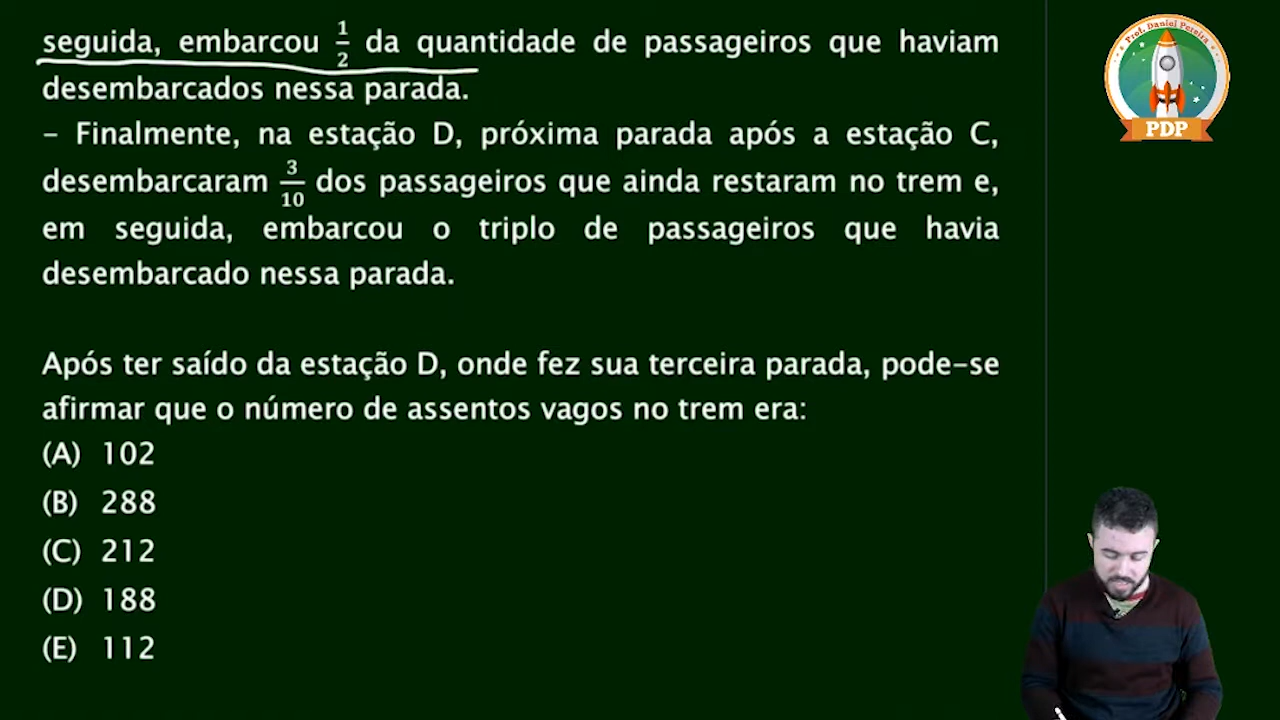 seguida, embarcou 1/2 da quantidade de passageiros que haviam
desembarcados nessa parada.
– Finalmente, na estação D, próxima parada após a estação C,
desembarcaram 3/10 dos passageiros que ainda restaram no trem e,
em seguida, embarcou o triplo de passageiros que havia
desembarcado nessa parada.
Após ter saído da estação D, onde fez sua terceira parada, pode-se
afirmar que o número de assentos vagos no trem era:
(A) 102
(B) 288
(C) 212
(D) 188
(E) 112
Prof. Daniel Pereira
PDP